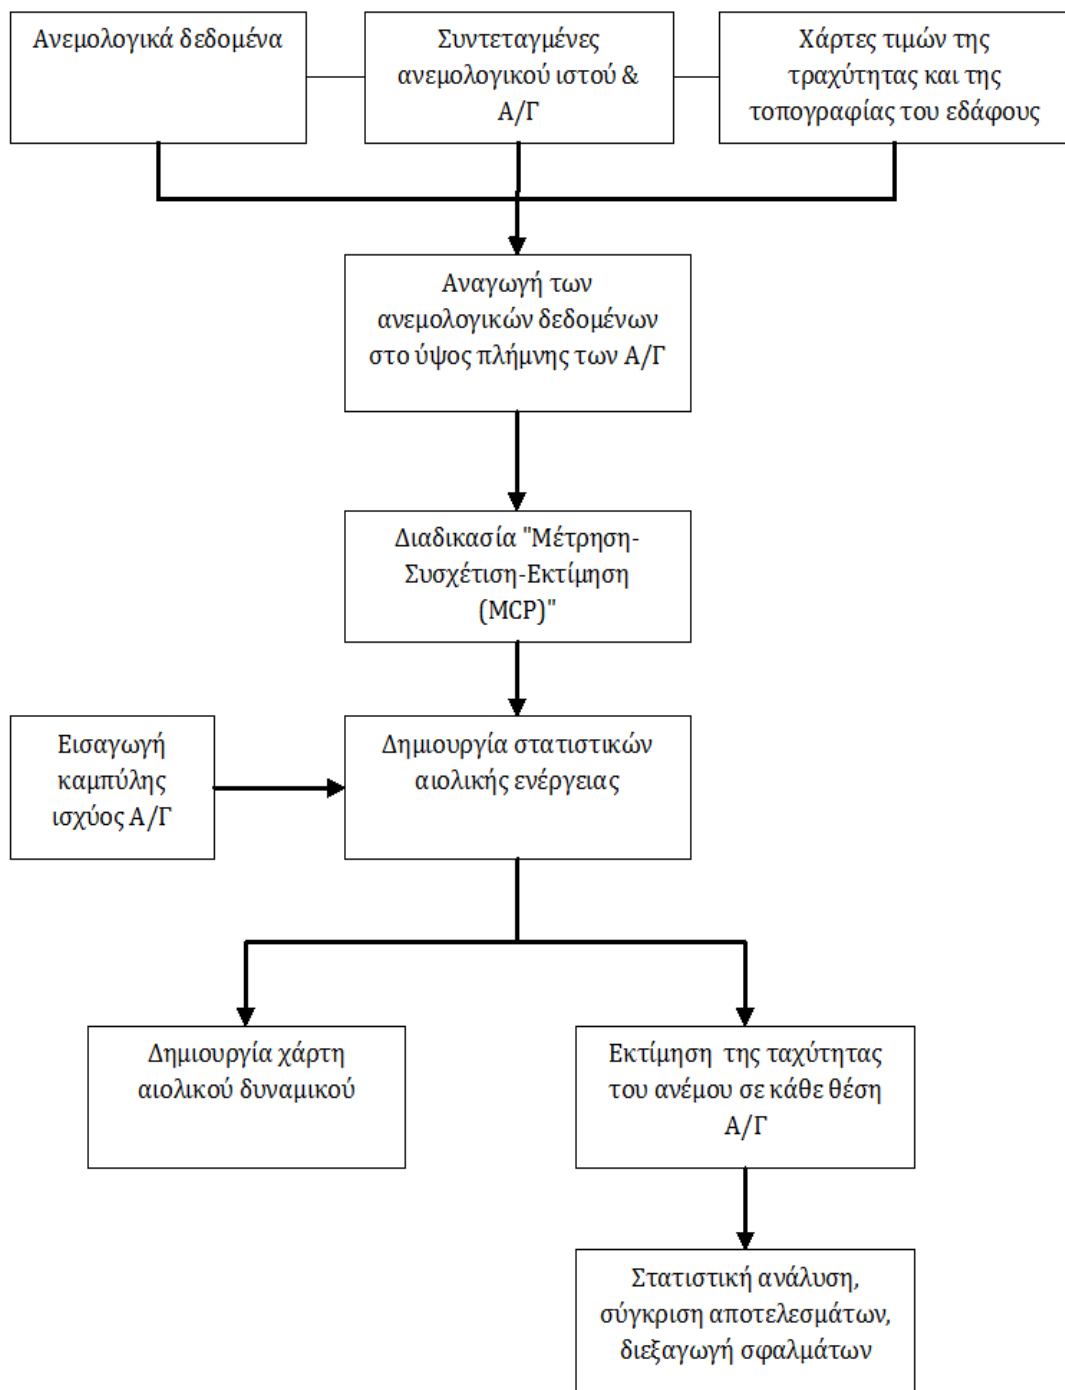 Ανεμολογικά δεδομένα
Συντεταγμένες
ανεμολογικού ιστού &
Α/Γ
Χάρτες τιμών της
τραχύτητας και της
τοπογραφίας του εδάφους
Αναγωγή των
ανεμολογικών δεδομένων
στο ύψος πλήμνης των Α/Γ
Διαδικασία "Μέτρηση-
Συσχέτιση-Εκτίμηση
(MCP)"
Εισαγωγή
καμπύλης
ισχύος Α/Γ
Δημιουργία στατιστικών
αιολικής ενέργειας
Δημιουργία χάρτη
αιολικού δυναμικού
Εκτίμηση της ταχύτητας
του ανέμου σε κάθε θέση
Α/Γ
Στατιστική ανάλυση,
σύγκριση αποτελεσμάτων,
διεξαγωγή σφαλμάτων